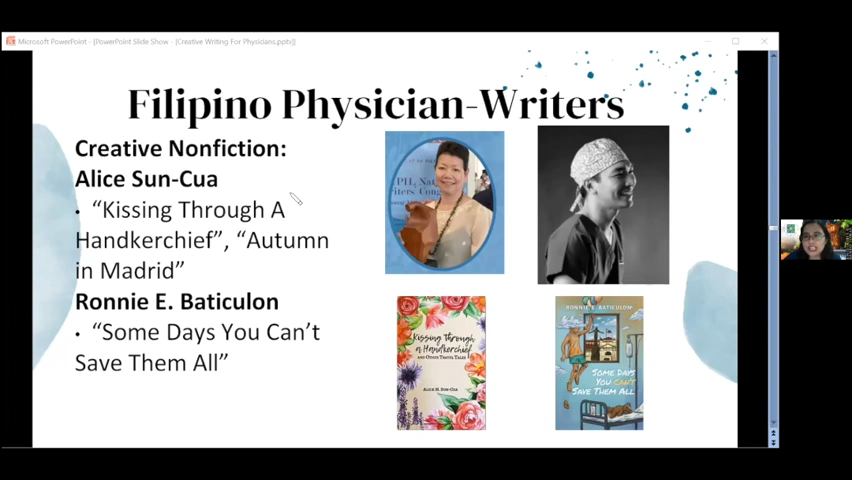 Microsoft PowerPoint - [PowerPoint Slide Show - [Creative Writing For Physicians.pptx]
Filipino Physician-Writers
Creative Nonfiction:
Alice Sun-Cua
• “Kissing Through A
Handkerchief”, “Autumn
in Madrid”
Ronnie E. Baticulon
• “Some Days You Can’t
Save Them All”
Kissing through
a Handkerchief
AND OTHER TRAVEL TALES
ALICE M. SUN-CUA
RONNIE E. BATICULON
SOME DAYS
YOU CAN'T
SAVE THEM ALL